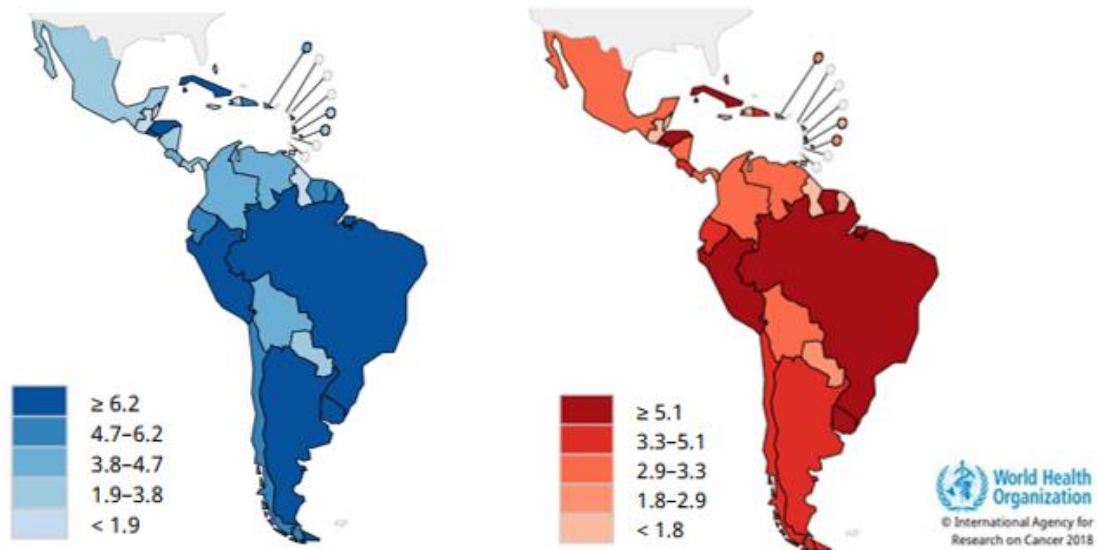 ≥ 6.2
4.7–6.2
3.8–4.7
1.9–3.8
< 1.9
≥ 5.1
3.3–5.1
2.9–3.3
1.8–2.9
< 1.8
World Health
Organization
© International Agency for
Research on Cancer 2018